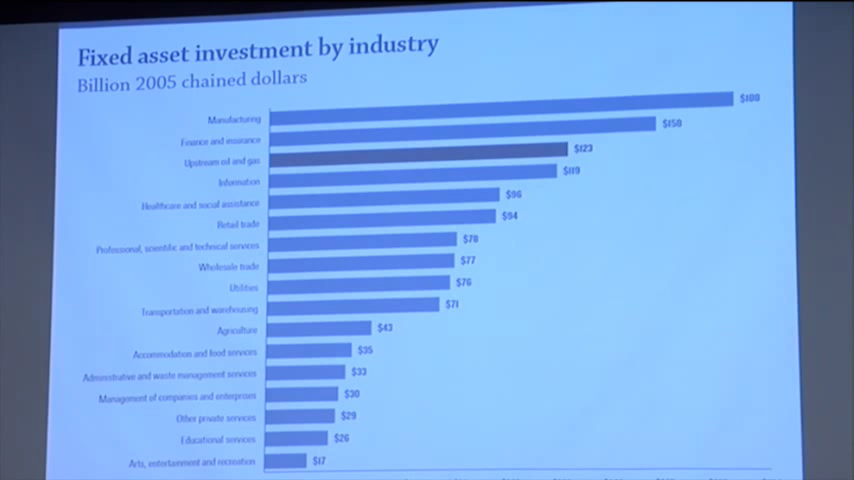 Fixed asset investment by industry
Billion 2005 chained dollars
Manufacturing $188
Finance and insurance $158
Upstream oil and gas $123
Information $119
Healthcare and social assistance $96
Retail trade $94
Professional, scientific and technical services $78
Wholesale trade $77
Utilities $76
Transportation and warehousing $71
Agriculture $43
Accommodation and food services $35
Administrative and waste management services $33
Management of companies and enterprises $30
Other private services $29
Educational services $26
Arts, entertainment and recreation $17